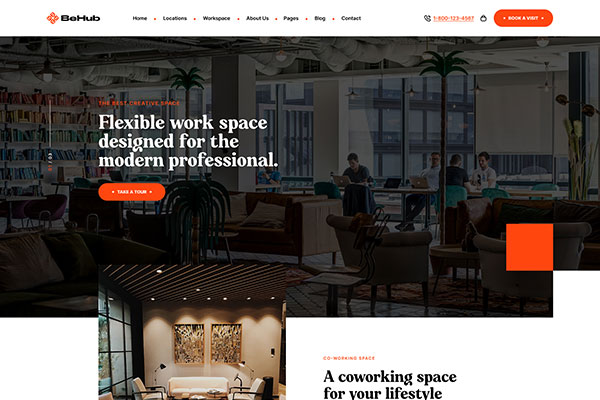 BeHub
Home Locations Workspace About Us Pages Blog Contact
1-800-123-4567
BOOK A VISIT
THE BEST CREATIVE SPACE
Flexible work space
designed for the
modern professional.
TAKE A TOUR
CO-WORKING SPACE
A coworking space
for your lifestyle